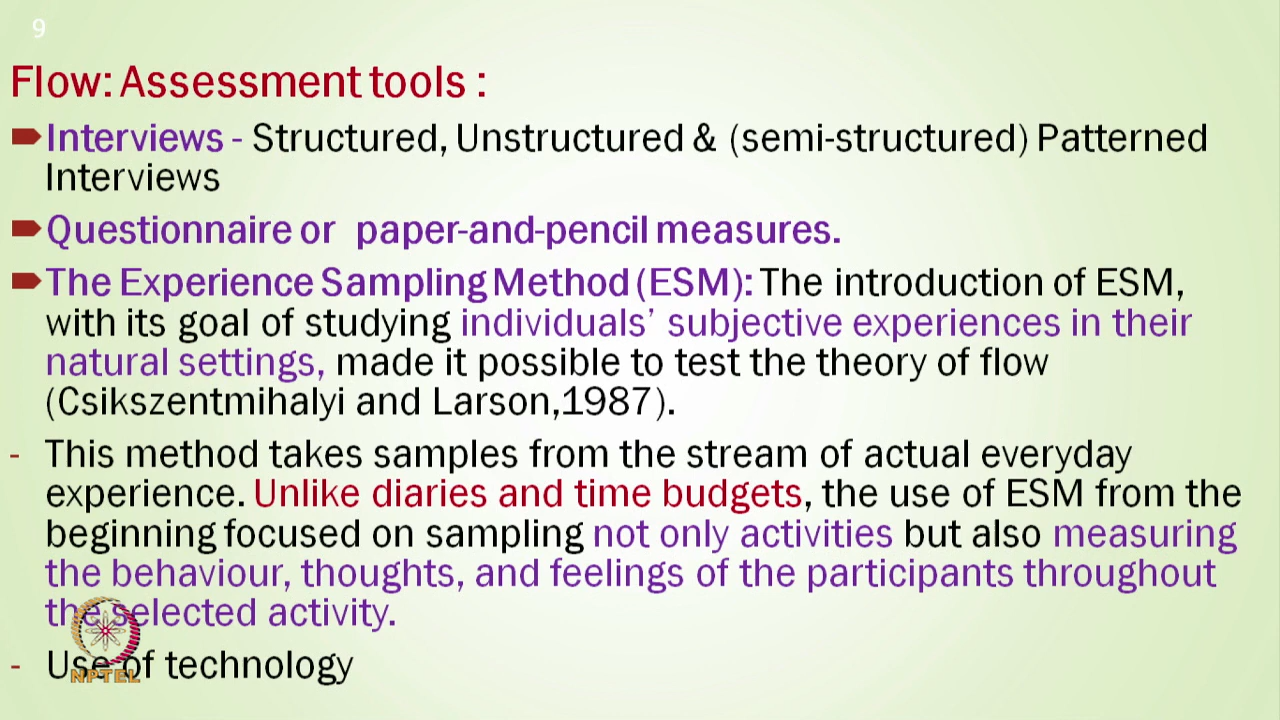 9
Flow: Assessment tools :
Interviews - Structured, Unstructured & (semi-structured) Patterned
Interviews
Questionnaire or paper-and-pencil measures.
The Experience Sampling Method (ESM): The introduction of ESM,
with its goal of studying individuals’ subjective experiences in their
natural settings, made it possible to test the theory of flow
(Csikszentmihalyi and Larson,1987).
- This method takes samples from the stream of actual everyday
experience. Unlike diaries and time budgets, the use of ESM from the
beginning focused on sampling not only activities but also measuring
the behaviour, thoughts, and feelings of the participants throughout
the selected activity.
- Use of technology
NPTEL